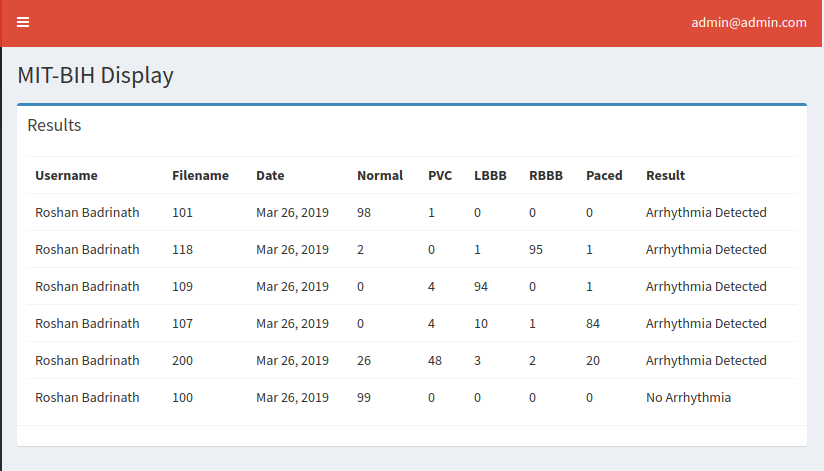 admin@admin.com
MIT-BIH Display
Results
Username Filename Date Normal PVC LBBB RBBB Paced Result
Roshan Badrinath 101 Mar 26, 2019 98 1 0 0 0 Arrhythmia Detected
Roshan Badrinath 118 Mar 26, 2019 2 0 1 95 1 Arrhythmia Detected
Roshan Badrinath 109 Mar 26, 2019 0 4 94 0 1 Arrhythmia Detected
Roshan Badrinath 107 Mar 26, 2019 0 4 10 1 84 Arrhythmia Detected
Roshan Badrinath 200 Mar 26, 2019 26 48 3 2 20 Arrhythmia Detected
Roshan Badrinath 100 Mar 26, 2019 99 0 0 0 0 No Arrhythmia